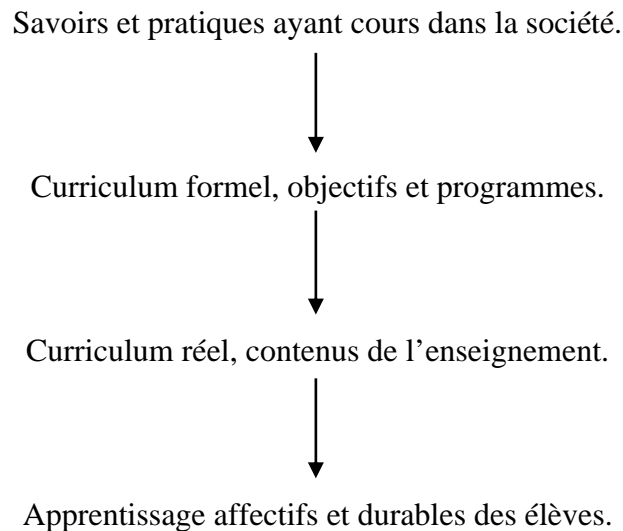 Savoirs et pratiques ayant cours dans la société.
Curriculum formel, objectifs et programmes.
Curriculum réel, contenus de l’enseignement.
Apprentissage affectifs et durables des élèves.